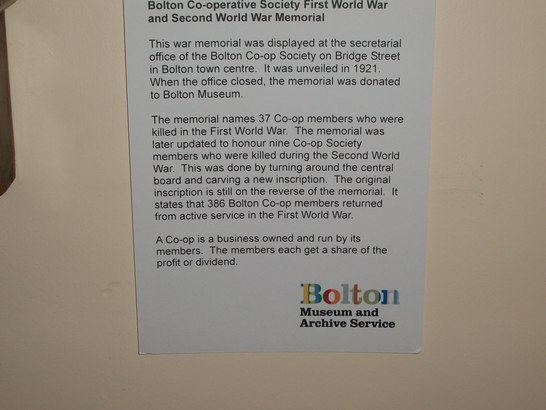 Bolton Co-operative Society First World War
and Second World War Memorial
This war memorial was displayed at the secretarial
office of the Bolton Co-op Society on Bridge Street
in Bolton town centre. It was unveiled in 1921.
When the office closed, the memorial was donated
to Bolton Museum.
The memorial names 37 Co-op members who were
killed in the First World War. The memorial was
later updated to honour nine Co-op Society
members who were killed during the Second World
War. This was done by turning around the central
board and carving a new inscription. The original
inscription is still on the reverse of the memorial. It
states that 386 Bolton Co-op members returned
from active service in the First World War.
A Co-op is a business owned and run by its
members. The members each get a share of the
profit or dividend.
Bolton
Museum and
Archive Service